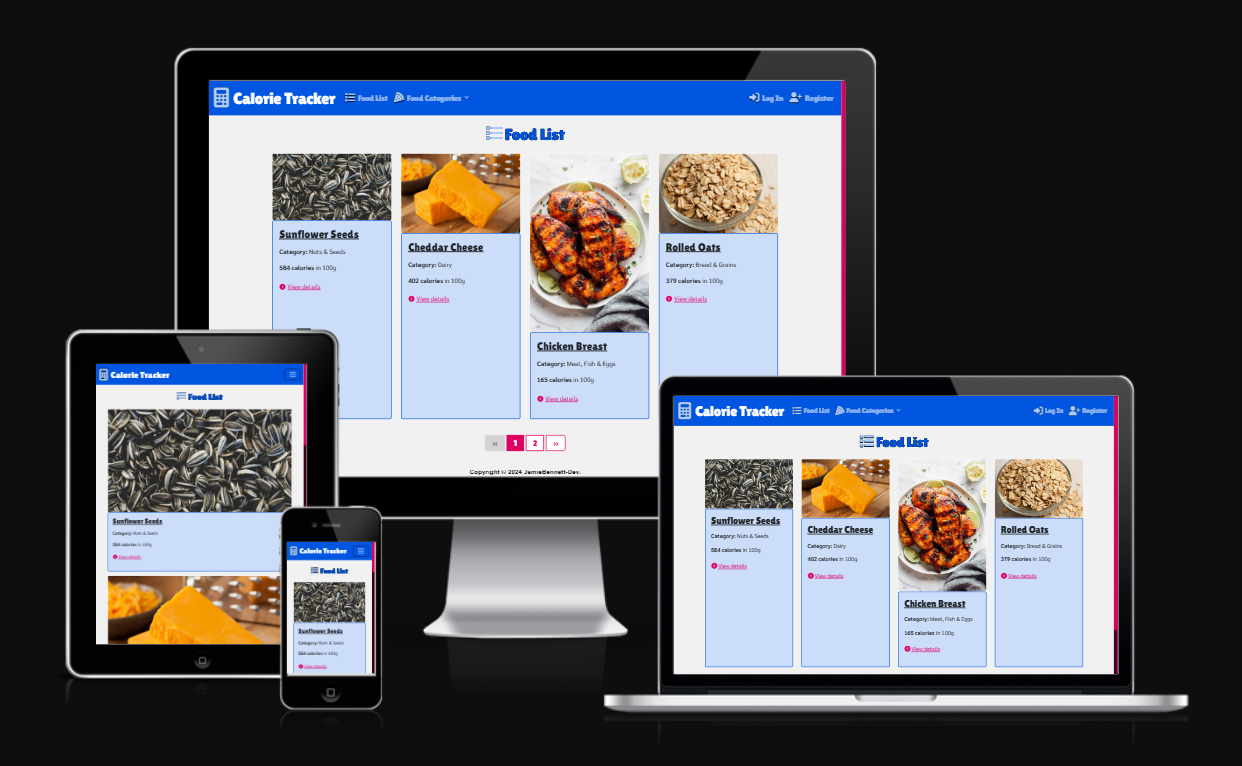 Calorie Tracker Food List Food Categories Log In Register
Food List
Sunflower Seeds
Category: Nuts & Seeds
584 calories in 100g
View details
Cheddar Cheese
Category: Dairy
402 calories in 100g
View details
Chicken Breast
Category: Meat, Fish & Eggs
165 calories in 100g
View details
Rolled Oats
Category: Bread & Grains
379 calories in 100g
View details
« 1 2 »
Copyright © 2024 JamieBennett-Dev.
Calorie Tracker
Food List
Sunflower Seeds
Category: Nuts & Seeds
584 calories in 100g
View details
Calorie Tracker
Food List
Sunflower Seeds
Category: Nuts & Seeds
584 calories in 100g
View details
Calorie Tracker Food List Food Categories Log In Register
Food List
Sunflower Seeds
Category: Nuts & Seeds
584 calories in 100g
View details
Cheddar Cheese
Category: Dairy
402 calories in 100g
View details
Chicken Breast
Category: Meat, Fish & Eggs
165 calories in 100g
View details
Rolled Oats
Category: Bread & Grains
379 calories in 100g
View details